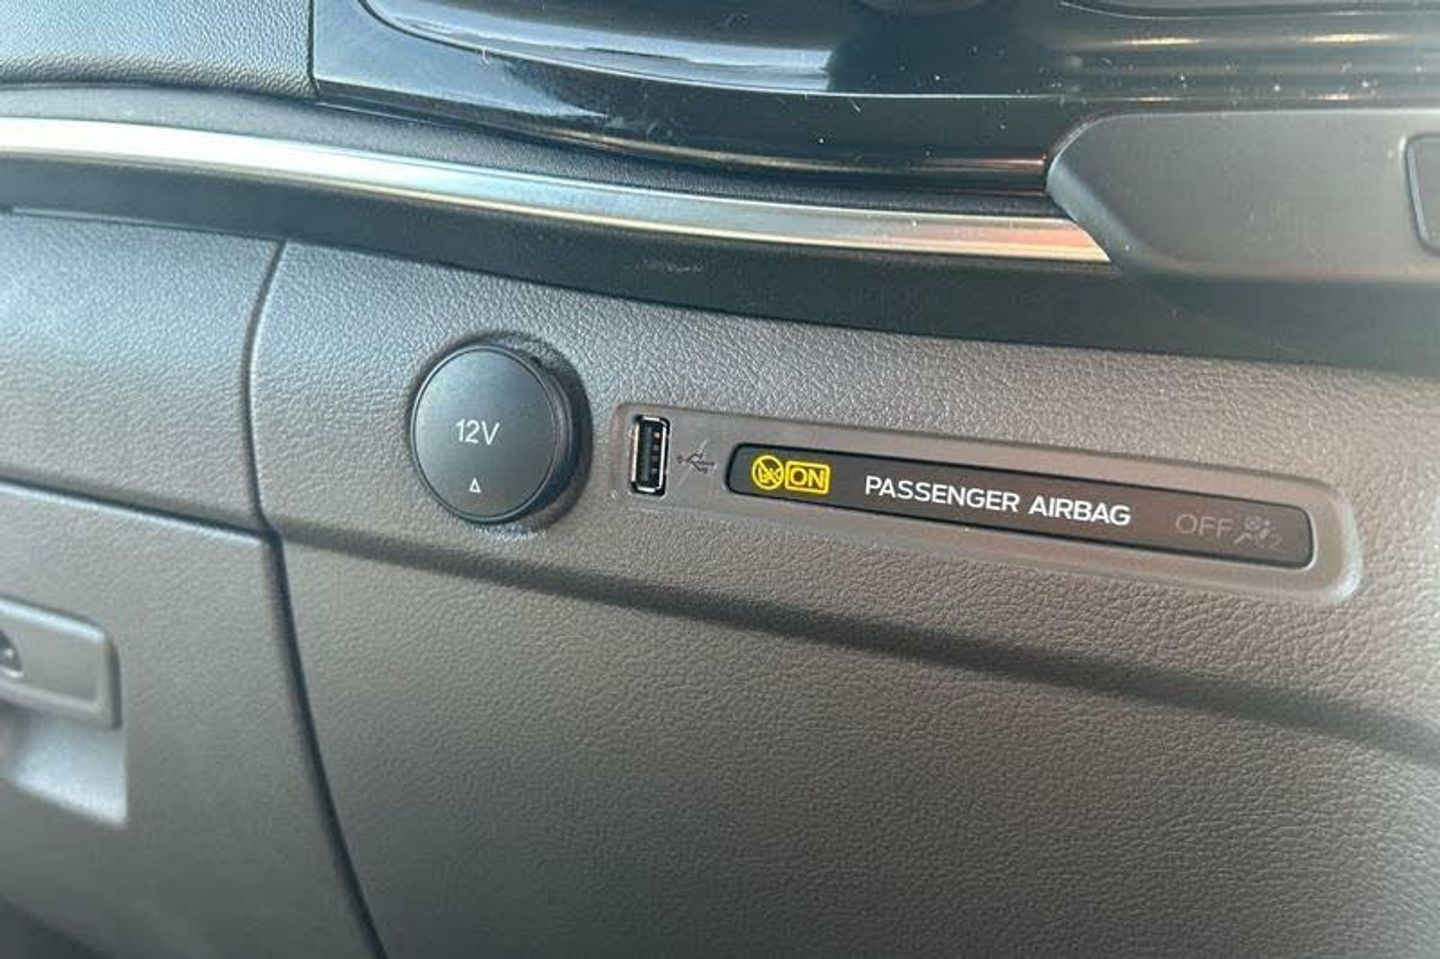 12V
ON PASSENGER AIRBAG OFF